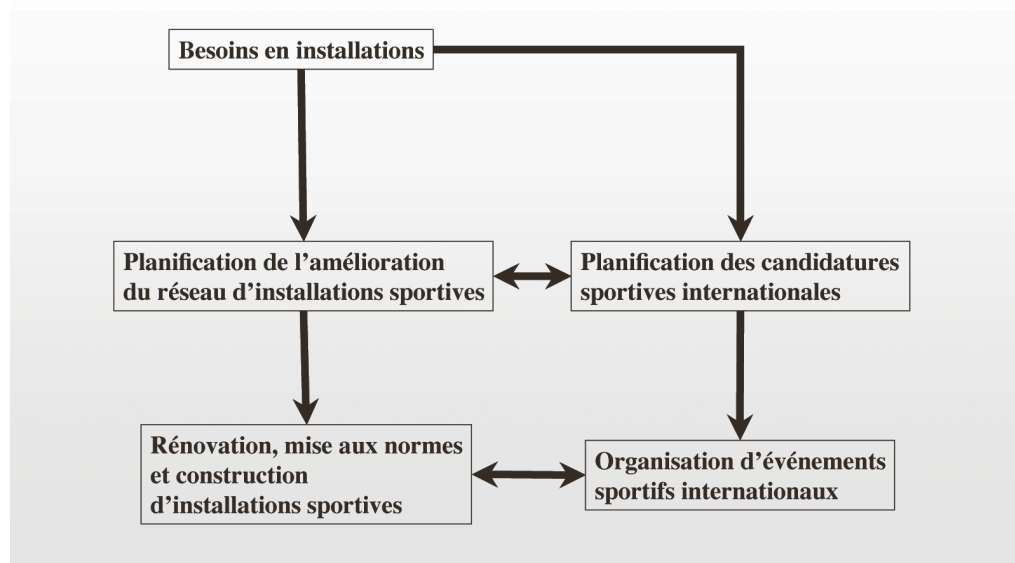 Besoins en installations
Planification de l’amélioration
du réseau d’installations sportives
Planification des candidatures
sportives internationales
Rénovation, mise aux normes
et construction
d’installations sportives
Organisation d’événements
sportifs internationaux